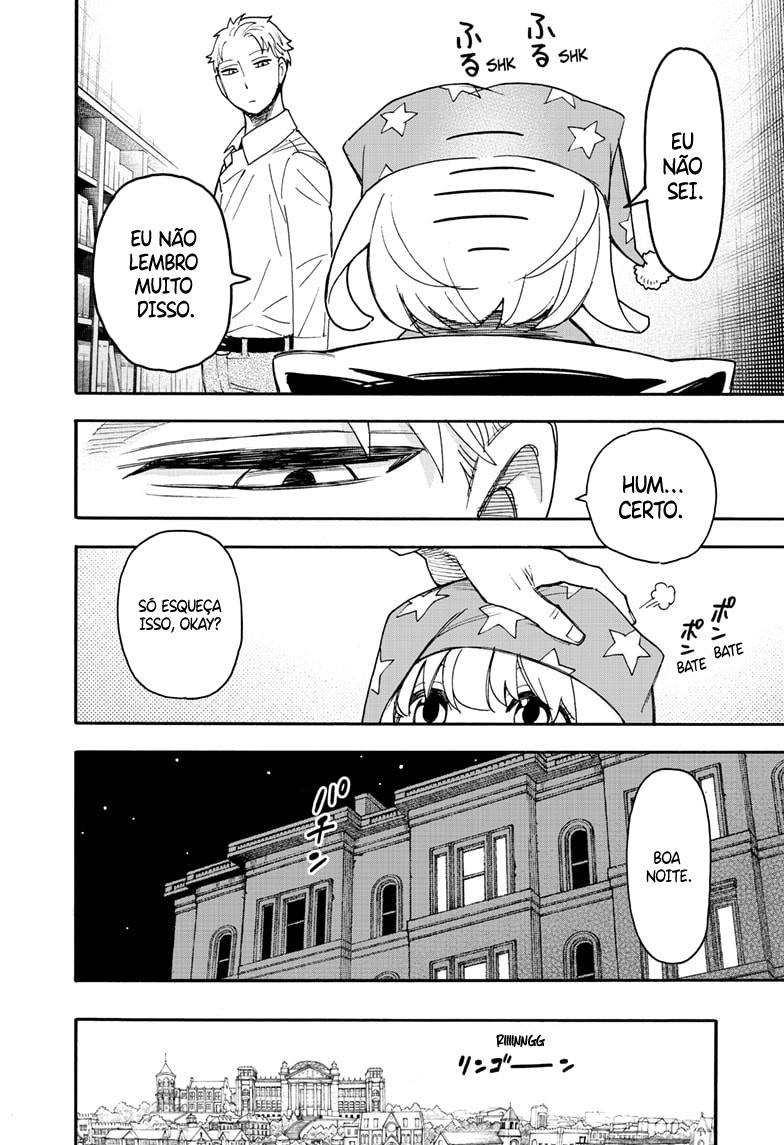 EU
NÃO
SEI.
ふる
SHK
ふる
SHK
EU NÃO
LEMBRO
MUITO
DISSO.
HUM...
CERTO.
ポン
BATE
ポン
BATE
SÓ ESQUEÇA
ISSO, OKAY?
BOA
NOITE.
パチン
RIIIINNGG
リンゴーン